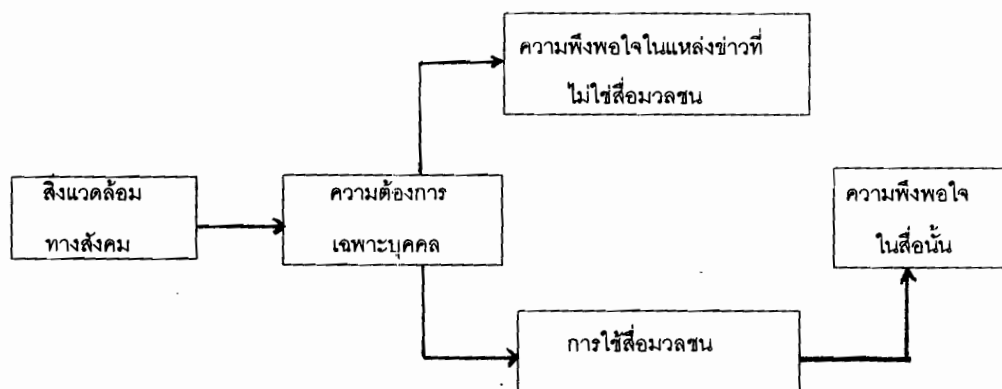 ความพึงพอใจในแหล่งข่าวที่
ไม่ใช่สื่อมวลชน
สิ่งแวดล้อม
ทางสังคม
ความต้องการ
เฉพาะบุคคล
ความพึงพอใจ
ในสื่อนั้น
การใช้สื่อมวลชน